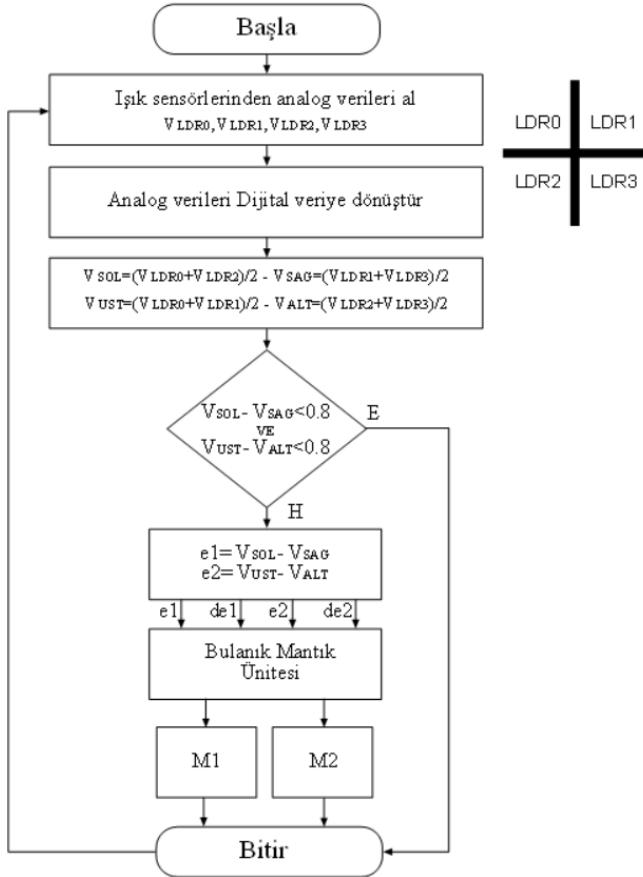 Başla
Işık sensörlerinden analog verileri al
VLDR0,VLDR1,VLDR2,VLDR3
LDR0 LDR1
LDR2 LDR3
Analog verileri Dijital veriye dönüştür
VSOL=(VLDR0+VLDR2)/2 - VSAG=(VLDR1+VLDR3)/2
VUST=(VLDR0+VLDR1)/2 - VALT=(VLDR2+VLDR3)/2
VSOL- VSAG<0.8
VE
VUST- VALT<0.8
E
H
e1= VSOL- VSAG
e2= VUST- VALT
e1 de1 e2 de2
Bulanık Mantık
Ünitesi
M1 M2
Bitir